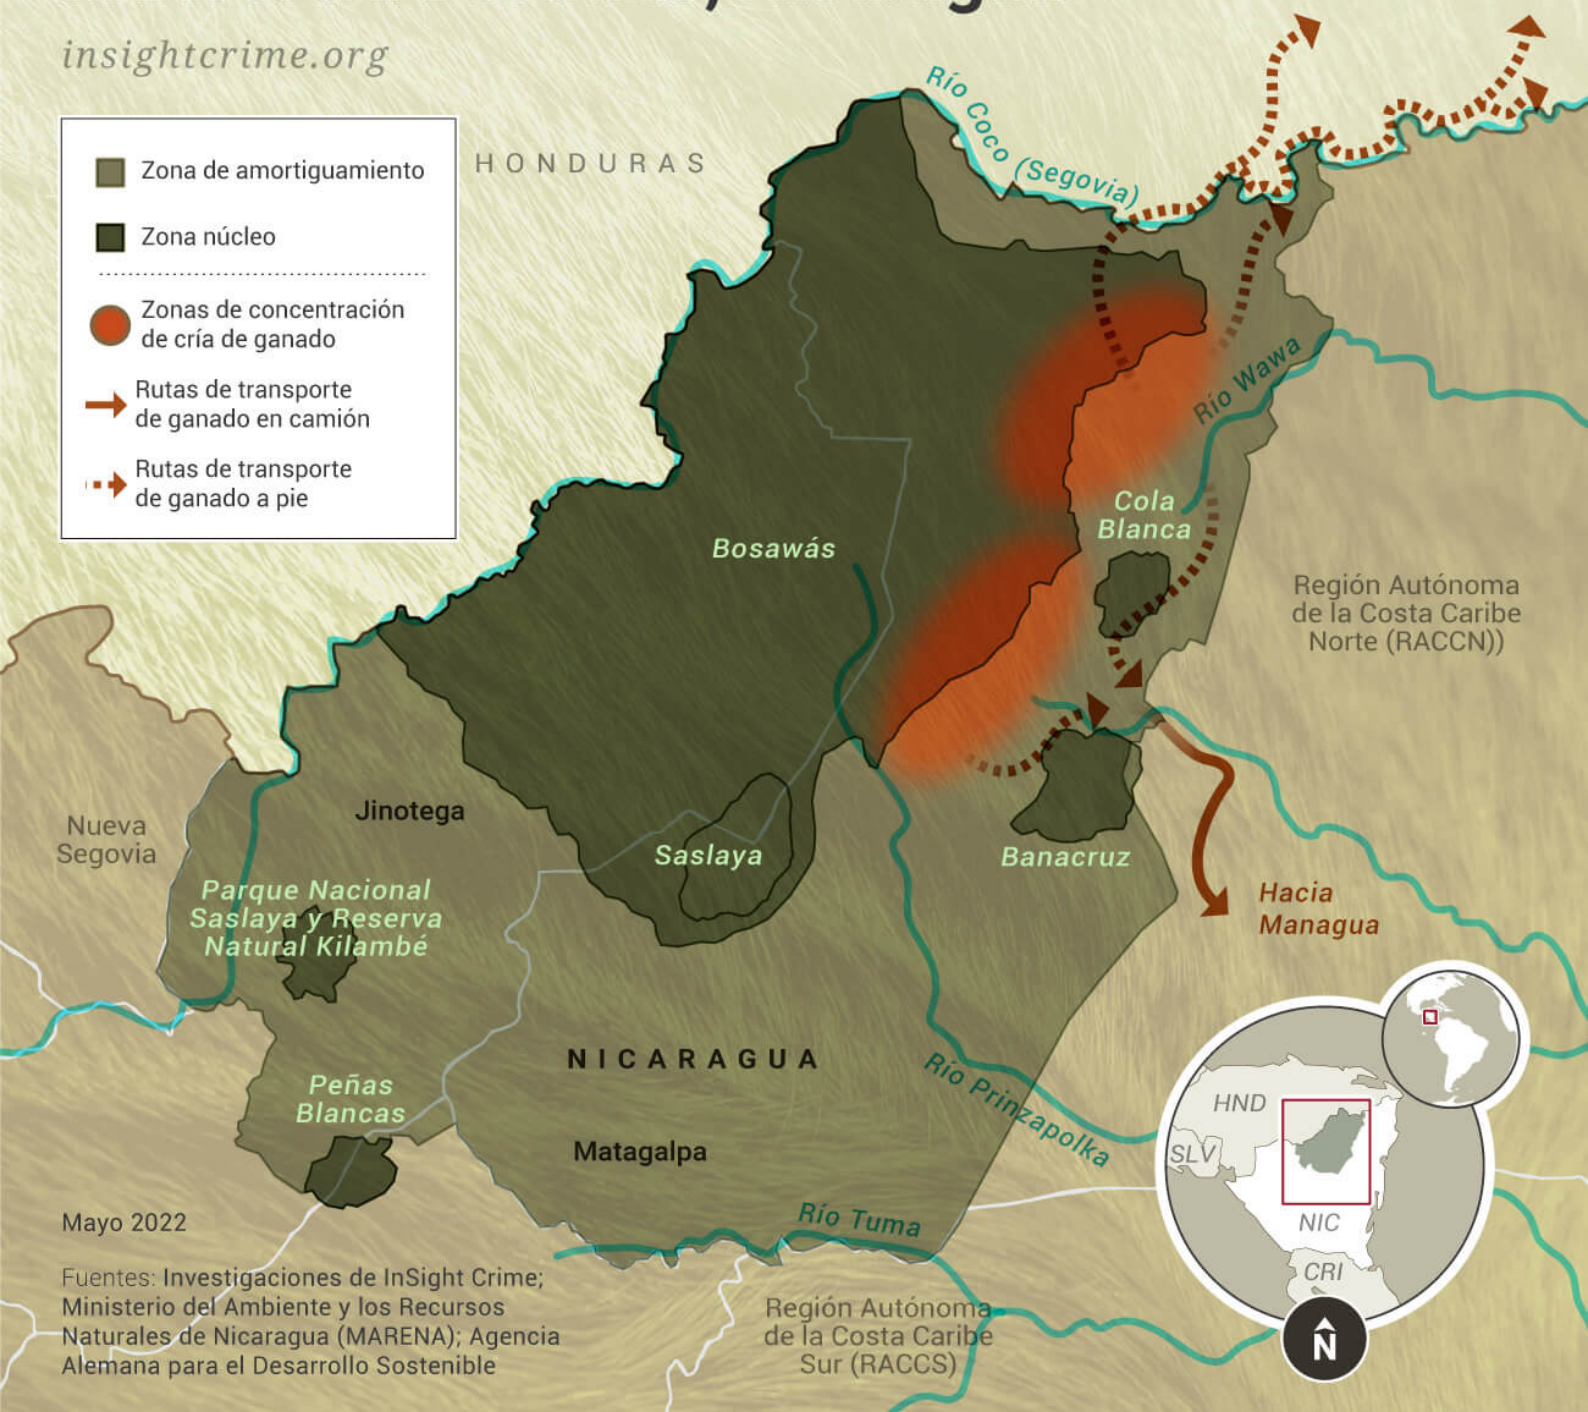 insightcrime.org
Zona de amortiguamiento
Zona núcleo
Zonas de concentración
de cría de ganado
Rutas de transporte
de ganado en camión
Rutas de transporte
de ganado a pie
HONDURAS
Río Coco (Segovia)
Río Wawa
Cola
Blanca
Bosawás
Región Autónoma
de la Costa Caribe
Norte (RACCN))
Nueva
Segovia
Jinotega
Saslaya
Banacruz
Parque Nacional
Saslaya y Reserva
Natural Kilambé
Hacia
Managua
NICARAGUA
Peñas
Blancas
Río Prinzapolka
Matagalpa
Río Tuma
Región Autónoma
de la Costa Caribe
Sur (RACCS)
HND
SLV
NIC
CRI
N
Mayo 2022
Fuentes: Investigaciones de InSight Crime;
Ministerio del Ambiente y los Recursos
Naturales de Nicaragua (MARENA); Agencia
Alemana para el Desarrollo Sostenible